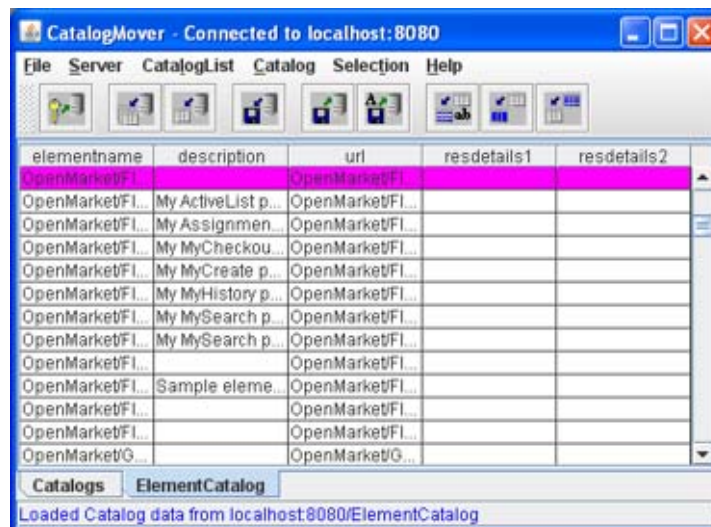 CatalogMover - Connected to localhost:8080
File Server CatalogList Catalog Selection Help
A ab
elementname description url resdetails1 resdetails2
OpenMarket/Fl... OpenMarket/Fl...
OpenMarket/Fl... My ActiveList p... OpenMarket/Fl...
OpenMarket/Fl... My Assignmen... OpenMarket/Fl...
OpenMarket/Fl... My MyCheckou... OpenMarket/Fl...
OpenMarket/Fl... My MyCreate p... OpenMarket/Fl...
OpenMarket/Fl... My MyHistory p... OpenMarket/Fl...
OpenMarket/Fl... My MySearch p... OpenMarket/Fl...
OpenMarket/Fl... My MySearch p... OpenMarket/Fl...
OpenMarket/Fl... OpenMarket/Fl...
OpenMarket/Fl... Sample eleme... OpenMarket/Fl...
OpenMarket/Fl... OpenMarket/Fl...
OpenMarket/Fl... OpenMarket/Fl...
OpenMarket/G... OpenMarket/G...
Catalogs ElementCatalog
Loaded Catalog data from localhost:8080/ElementCatalog